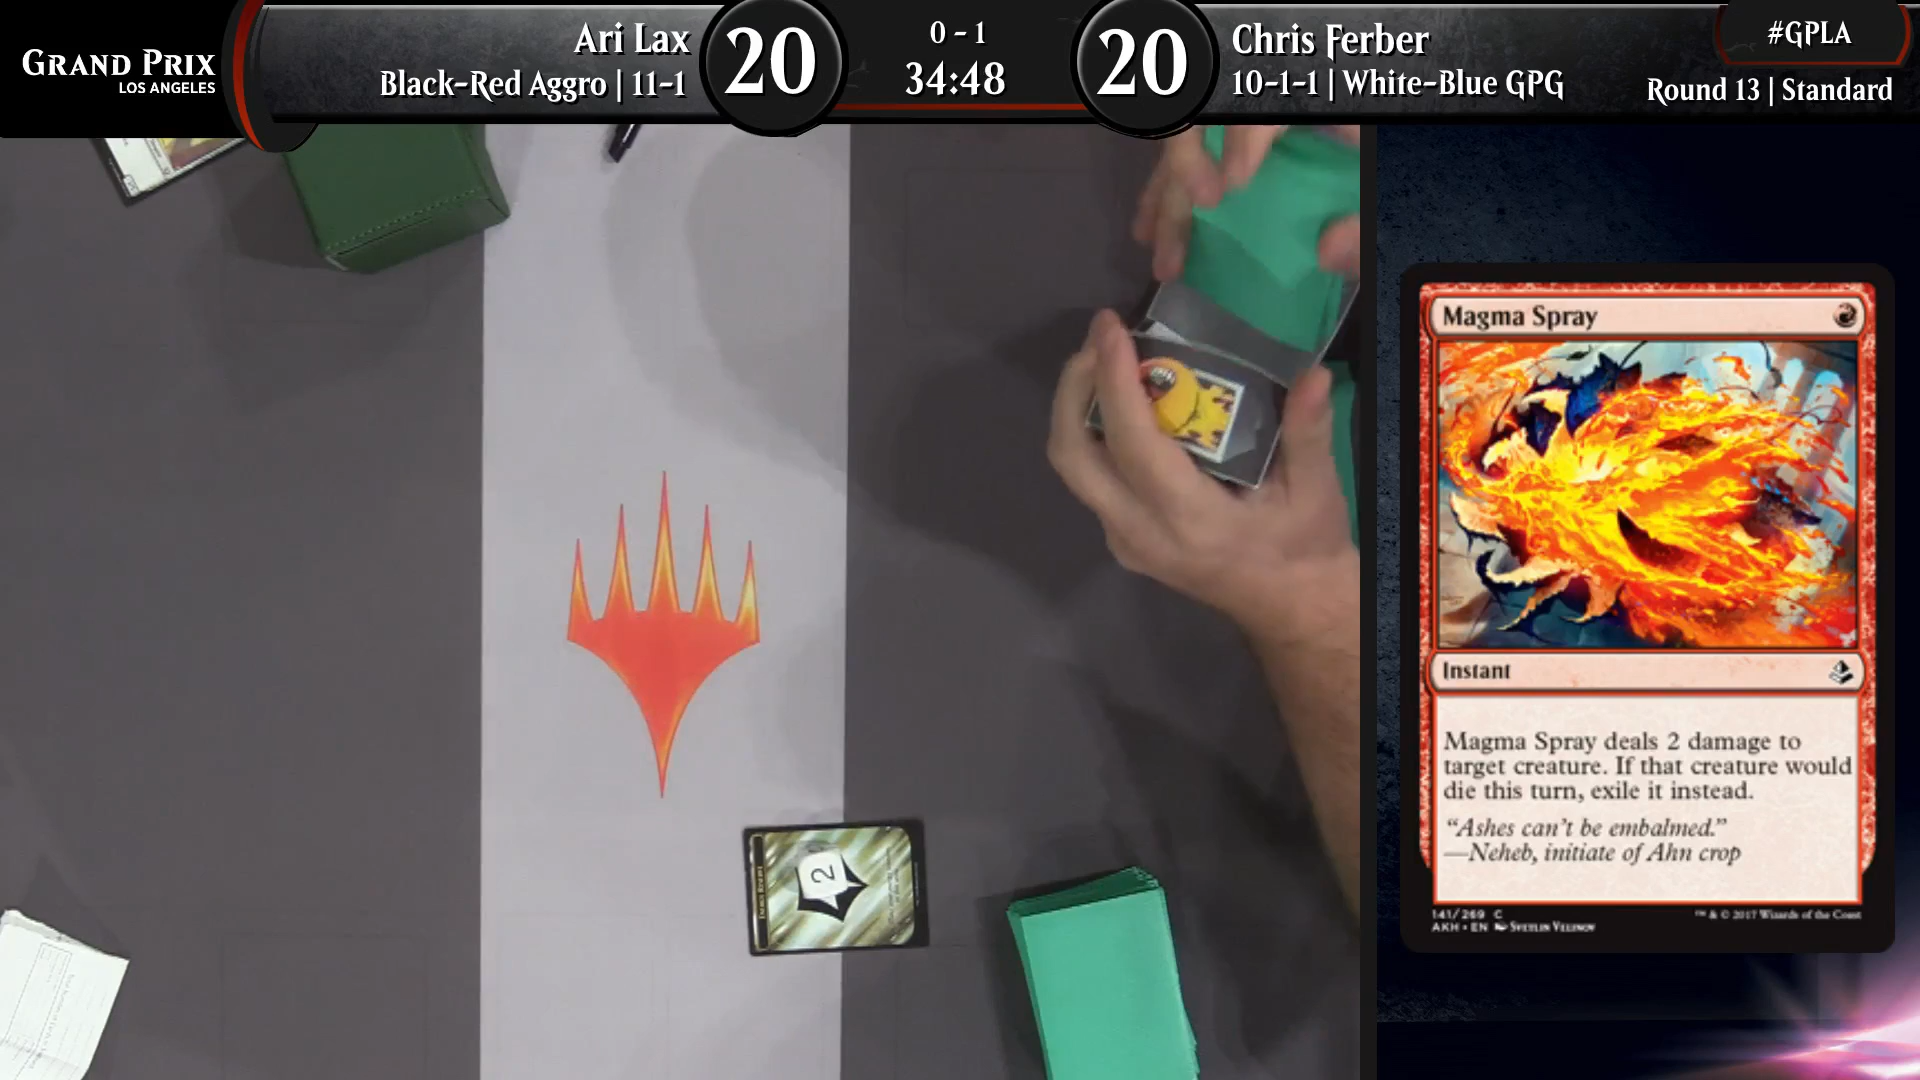 GRAND PRIX
LOS ANGELES
Ari Lax
Black-Red Aggro | 11-1
20
0 - 1
34:48
20
Chris Ferber
10-1-1 | White-Blue GPG
#GPLA
Round 13 | Standard
Magma Spray
Instant
Magma Spray deals 2 damage to
target creature. If that creature would
die this turn, exile it instead.
"Ashes can't be embalmed."
—Neheb, initiate of Ahn crop
141/269 C
AKH • EN Svetlin Velinov
™ & © 2017 Wizards of the Coast
2